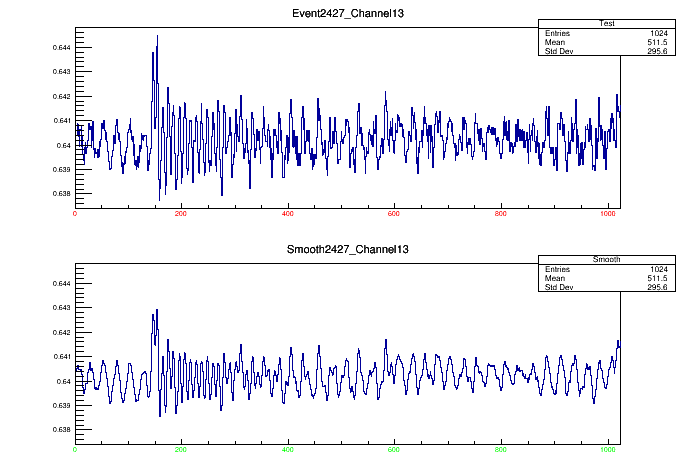 Event2427_Channel13
Test
Entries 1024
Mean 511.5
Std Dev 295.6
0.644
0.643
0.642
0.641
0.64
0.639
0.638
0 200 400 600 800 1000
Smooth2427_Channel13
Smooth
Entries 1024
Mean 511.5
Std Dev 295.6
0.644
0.643
0.642
0.641
0.64
0.639
0.638
0 200 400 600 800 1000